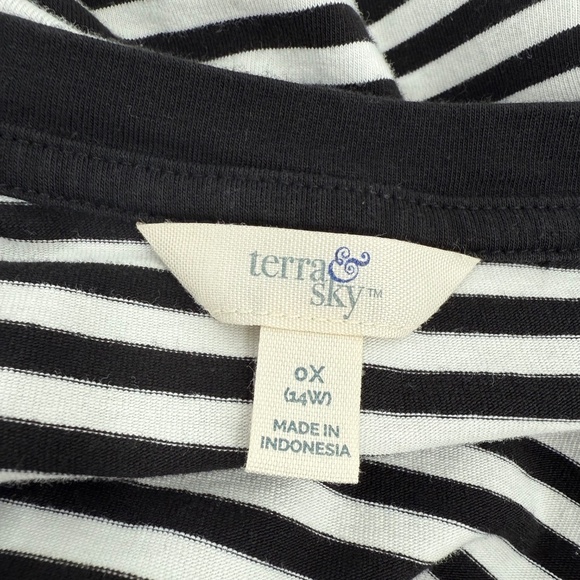 terra&
sky™
0X
(14W)
MADE IN
INDONESIA